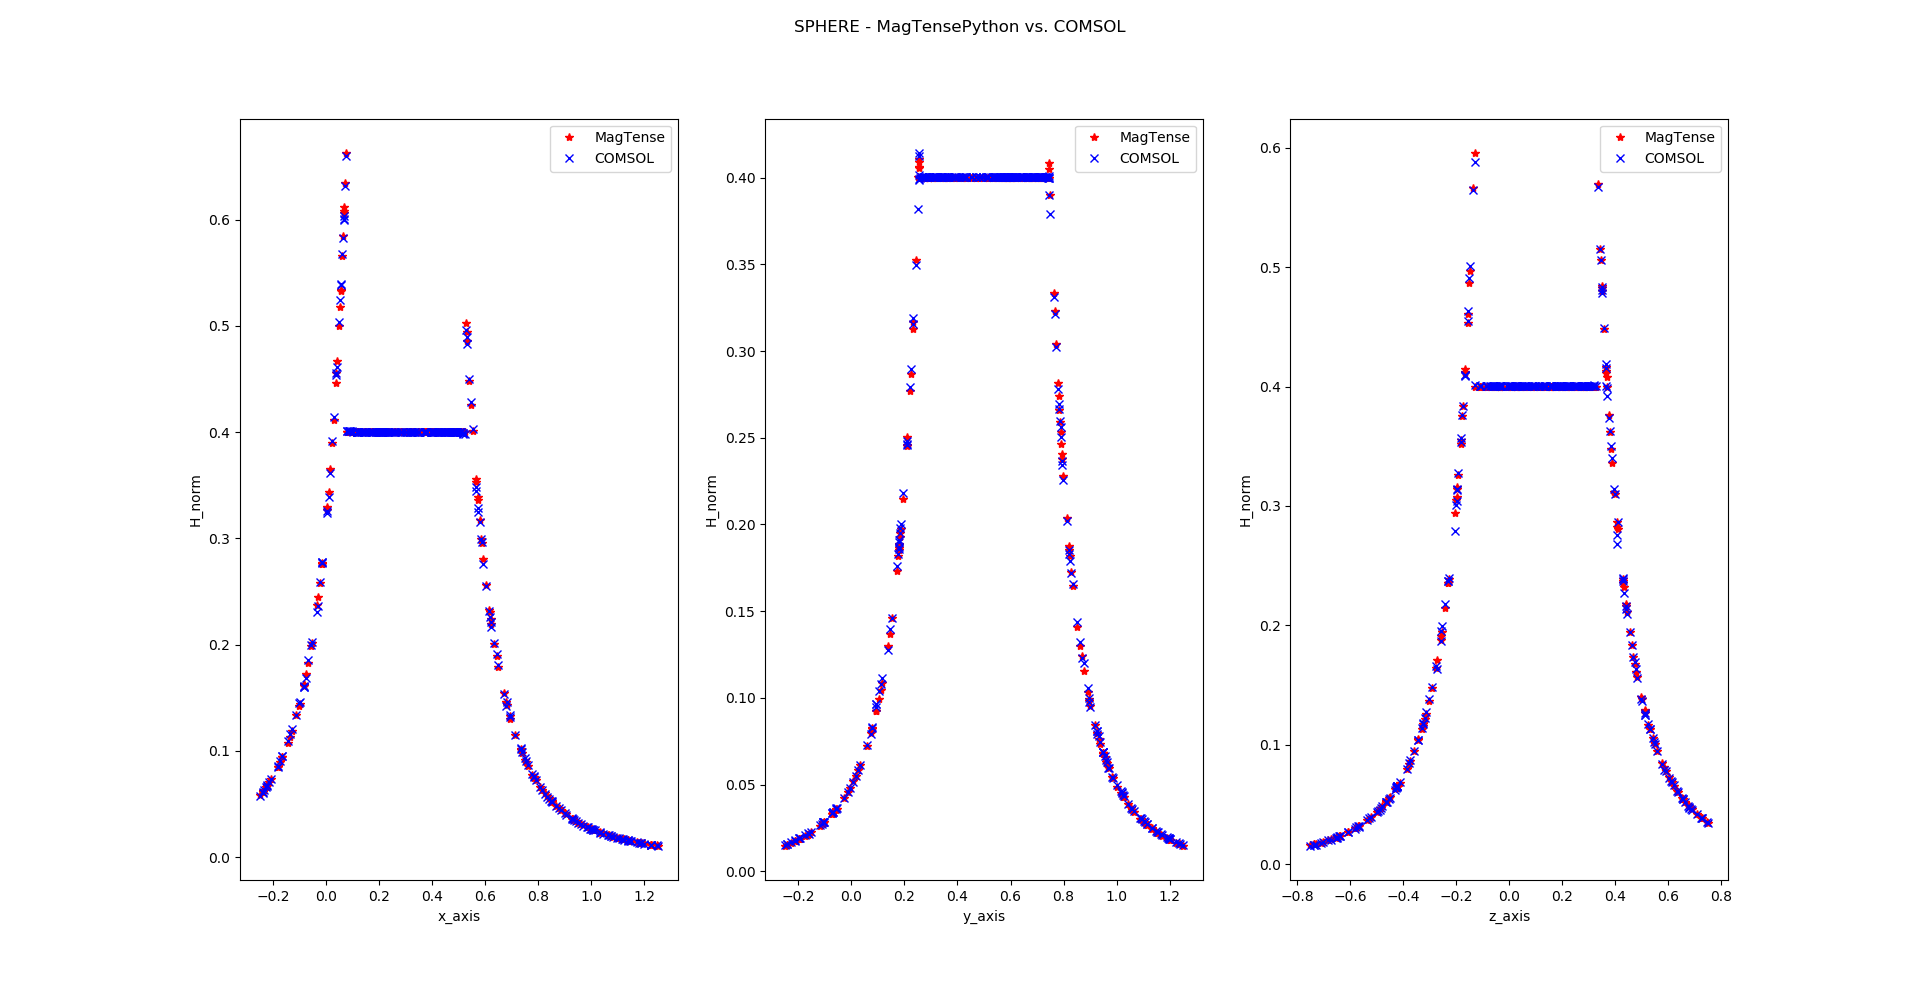 SPHERE - MagTensePython vs. COMSOL
MagTense
COMSOL
H_norm
0.6
0.5
0.4
0.3
0.2
0.1
0.0
−0.2 0.0 0.2 0.4 0.6 0.8 1.0 1.2
x_axis
MagTense
COMSOL
H_norm
0.40
0.35
0.30
0.25
0.20
0.15
0.10
0.05
0.00
−0.2 0.0 0.2 0.4 0.6 0.8 1.0 1.2
y_axis
MagTense
COMSOL
H_norm
0.6
0.5
0.4
0.3
0.2
0.1
0.0
−0.8 −0.6 −0.4 −0.2 0.0 0.2 0.4 0.6 0.8
z_axis